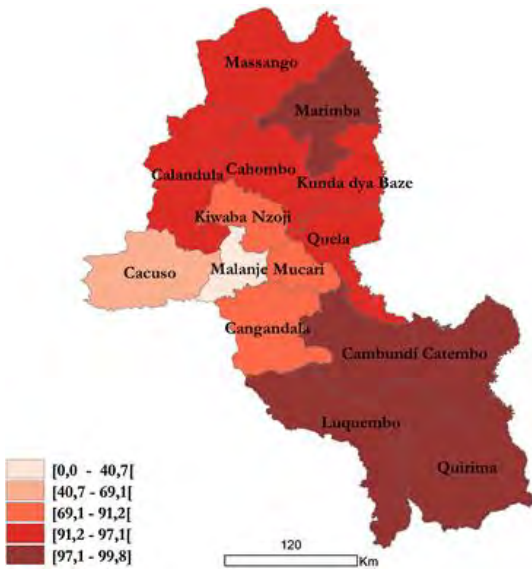 Massango
Marimba
Cahombo
Calandula
Kunda dya Baze
Kiwaba Nzoji
Quela
Cacuso
Malanje
Mucari
Cangandala
Cambundí Catembo
Luquembo
Quirima
[0,0 - 40,7[
[40,7 - 69,1[
[69,1 - 91,2[
[91,2 - 97,1[
[97,1 - 99,8]
120
Km